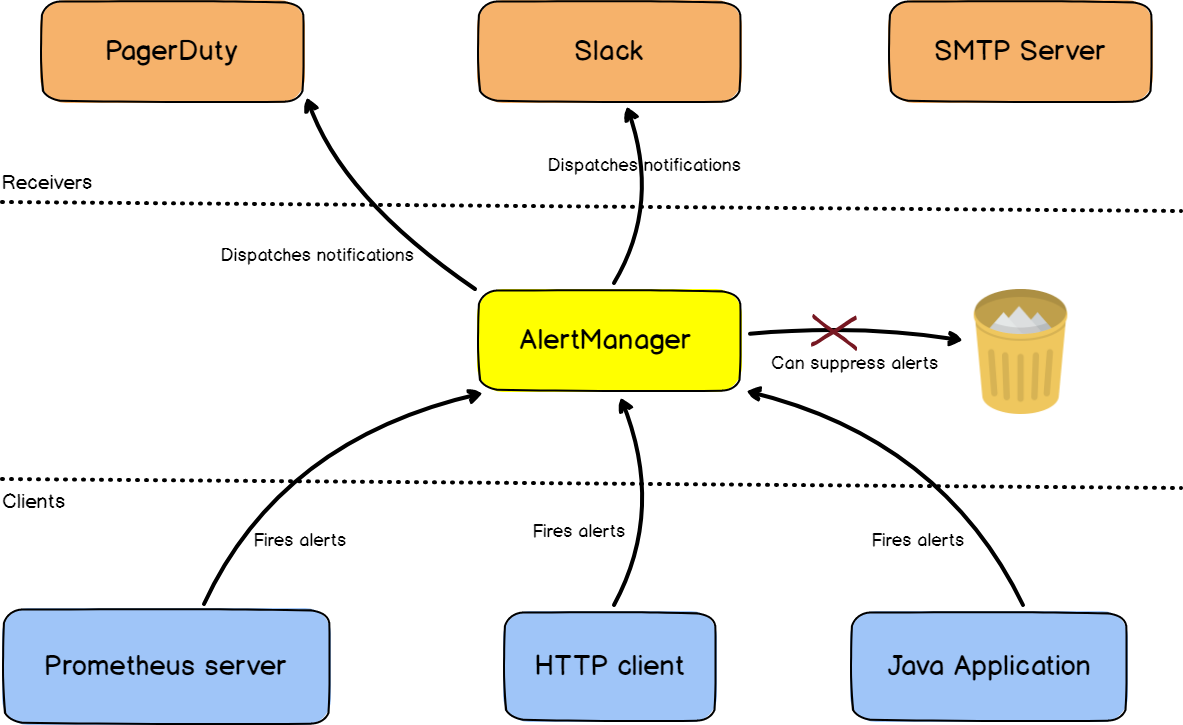 PagerDuty
Slack
SMTP Server
Dispatches notifications
Receivers
Dispatches notifications
AlertManager
Can suppress alerts
Clients
Fires alerts
Fires alerts
Fires alerts
Prometheus server
HTTP client
Java Application